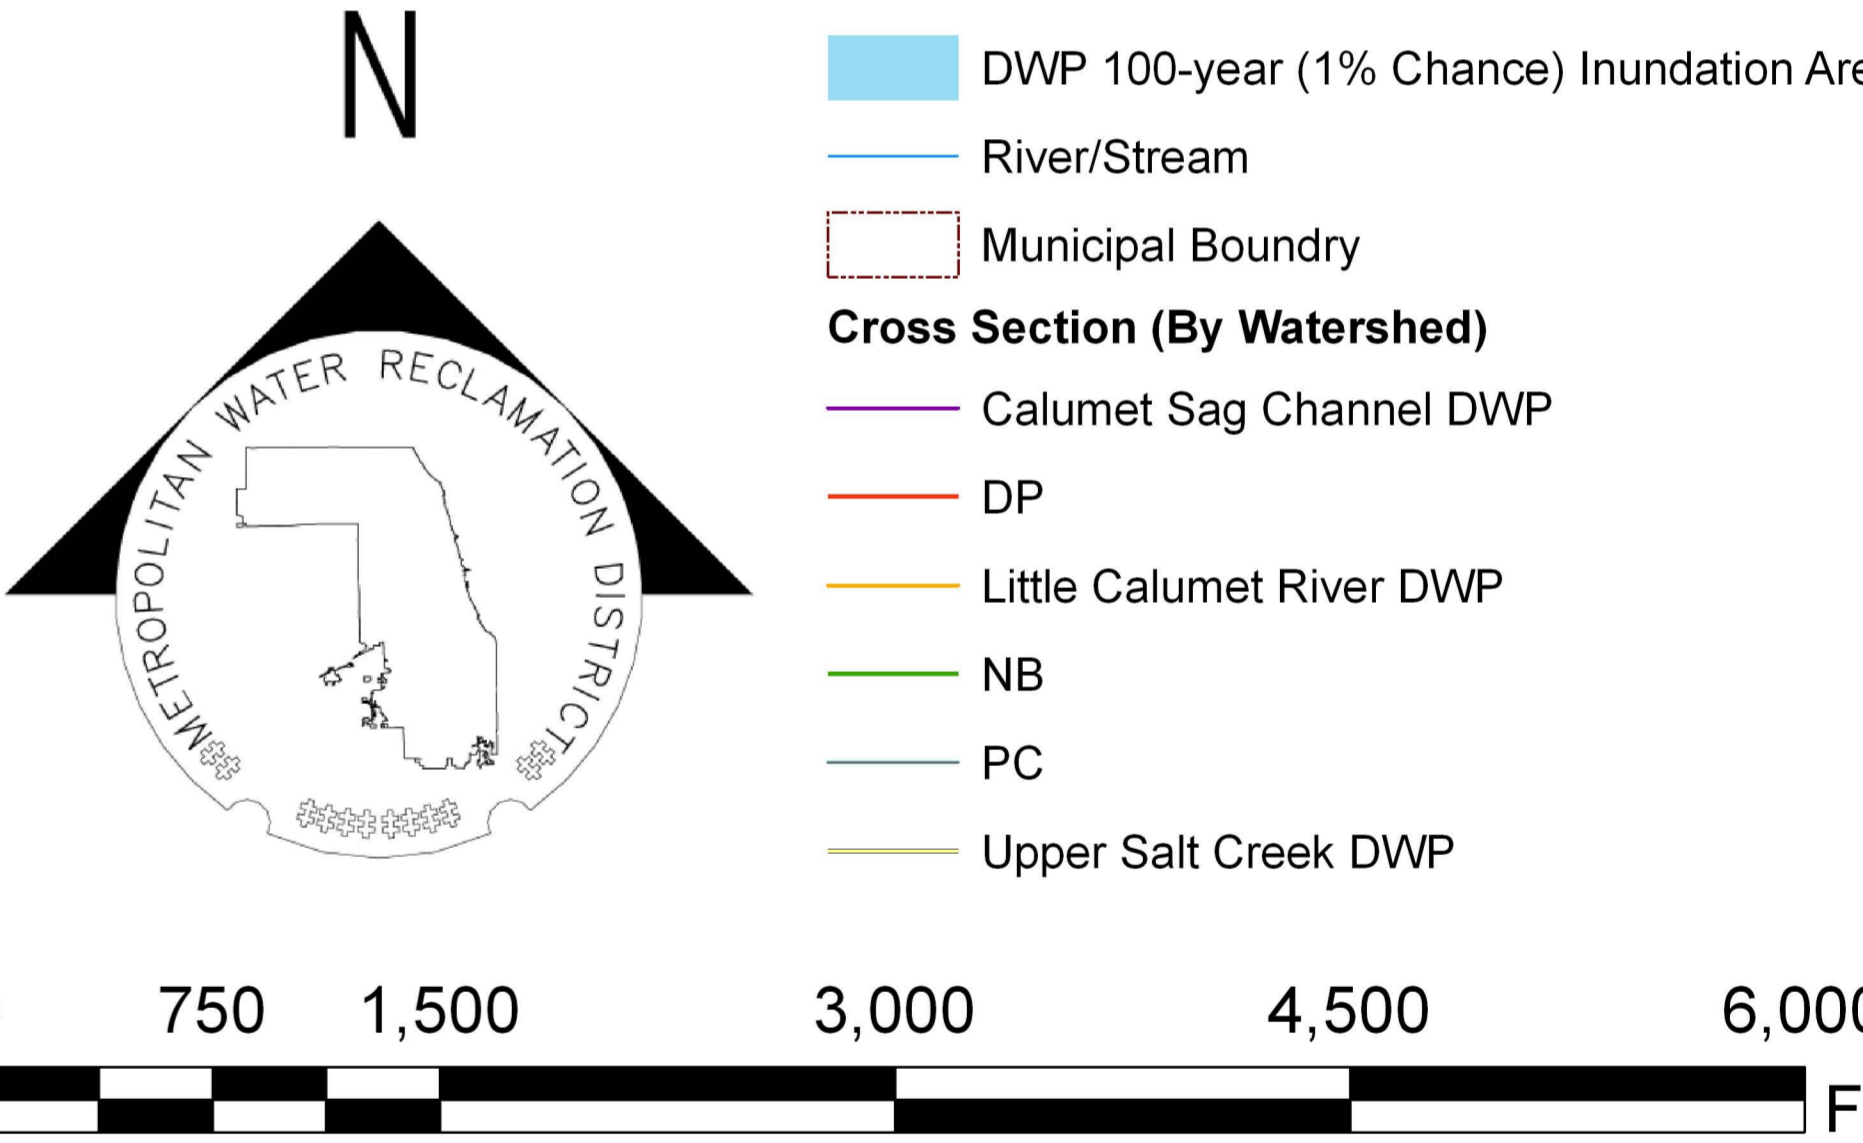 N
METROPOLITAN WATER RECLAMATION DISTRICT
DWP 100-year (1% Chance) Inundation Are
River/Stream
Municipal Boundry
Cross Section (By Watershed)
Calumet Sag Channel DWP
DP
Little Calumet River DWP
NB
PC
Upper Salt Creek DWP
750 1,500 3,000 4,500 6,000
F